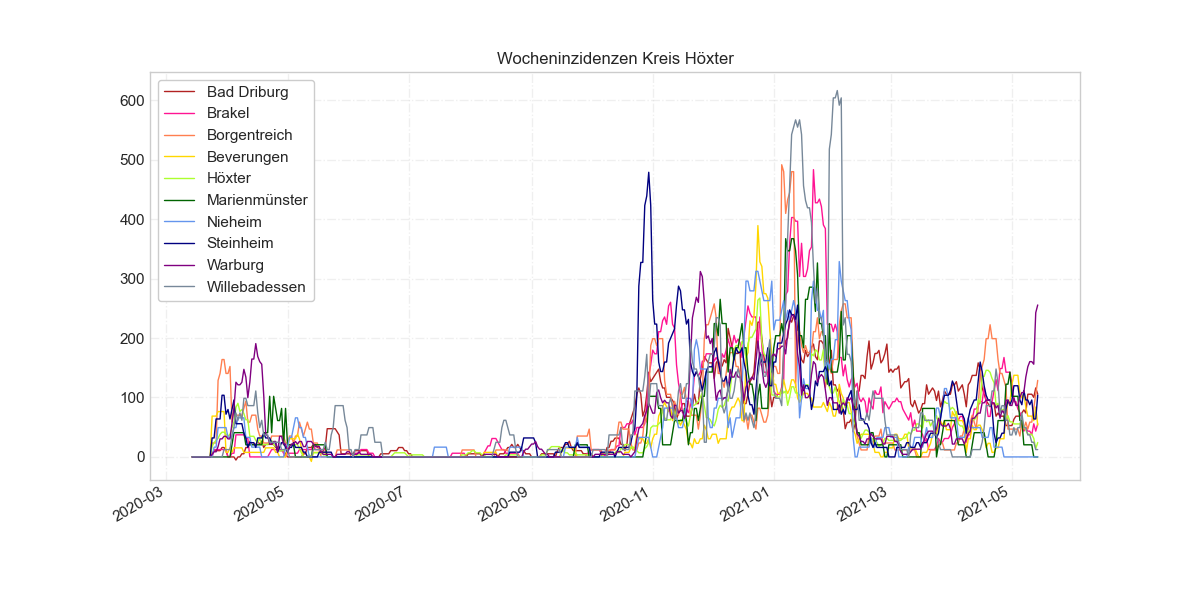 Wocheninzidenzen Kreis Höxter
600
500
400
300
200
100
0
Bad Driburg
Brakel
Borgentreich
Beverungen
Höxter
Marienmünster
Nieheim
Steinheim
Warburg
Willebadessen
2020-03
2020-05
2020-07
2020-09
2020-11
2021-01
2021-03
2021-05